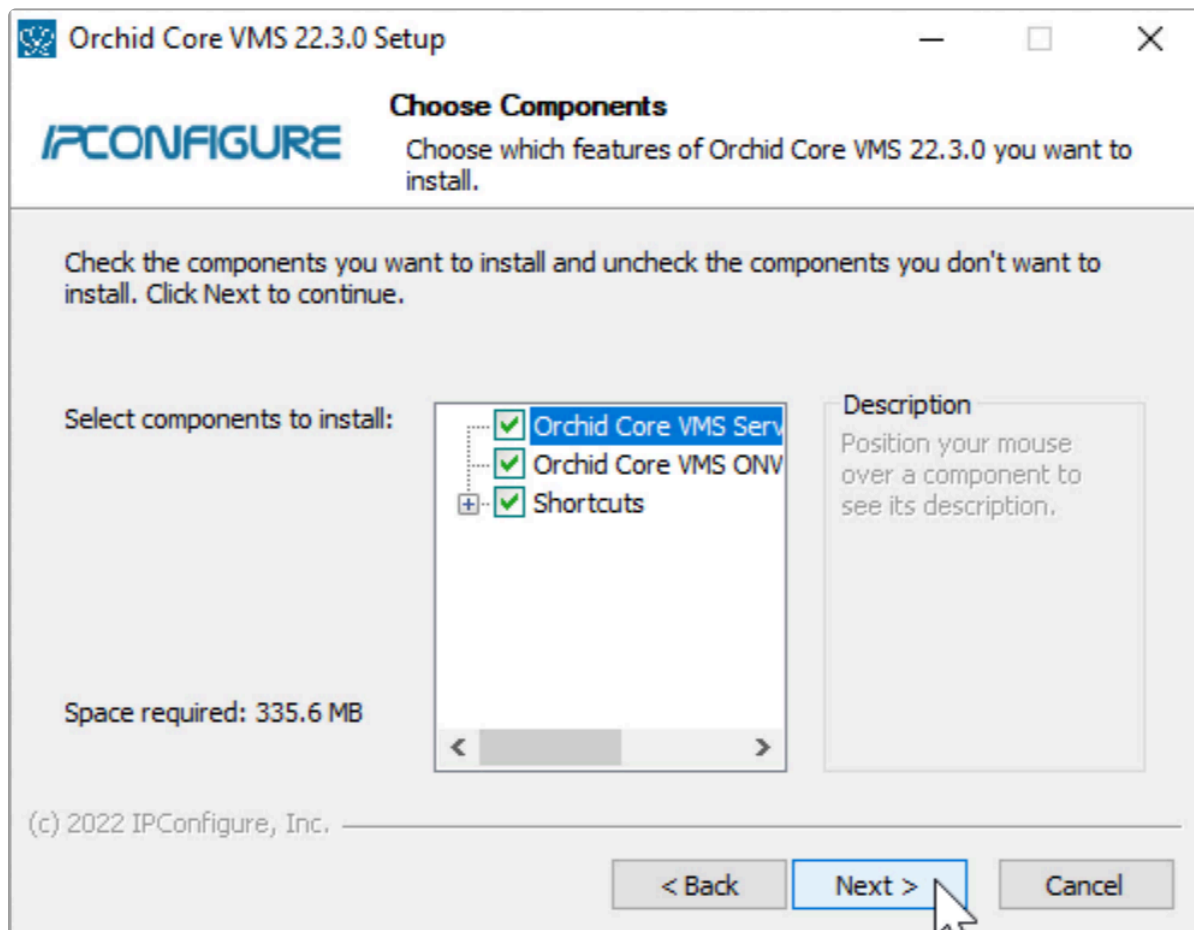 Orchid Core VMS 22.3.0 Setup
IPCONFIGURE
Choose Components
Choose which features of Orchid Core VMS 22.3.0 you want to
install.
Check the components you want to install and uncheck the components you don't want to
install. Click Next to continue.
Select components to install:
Orchid Core VMS Serv
Orchid Core VMS ONV
Shortcuts
Description
Position your mouse
over a component to
see its description.
Space required: 335.6 MB
(c) 2022 IPConfigure, Inc.
< Back
Next >
Cancel